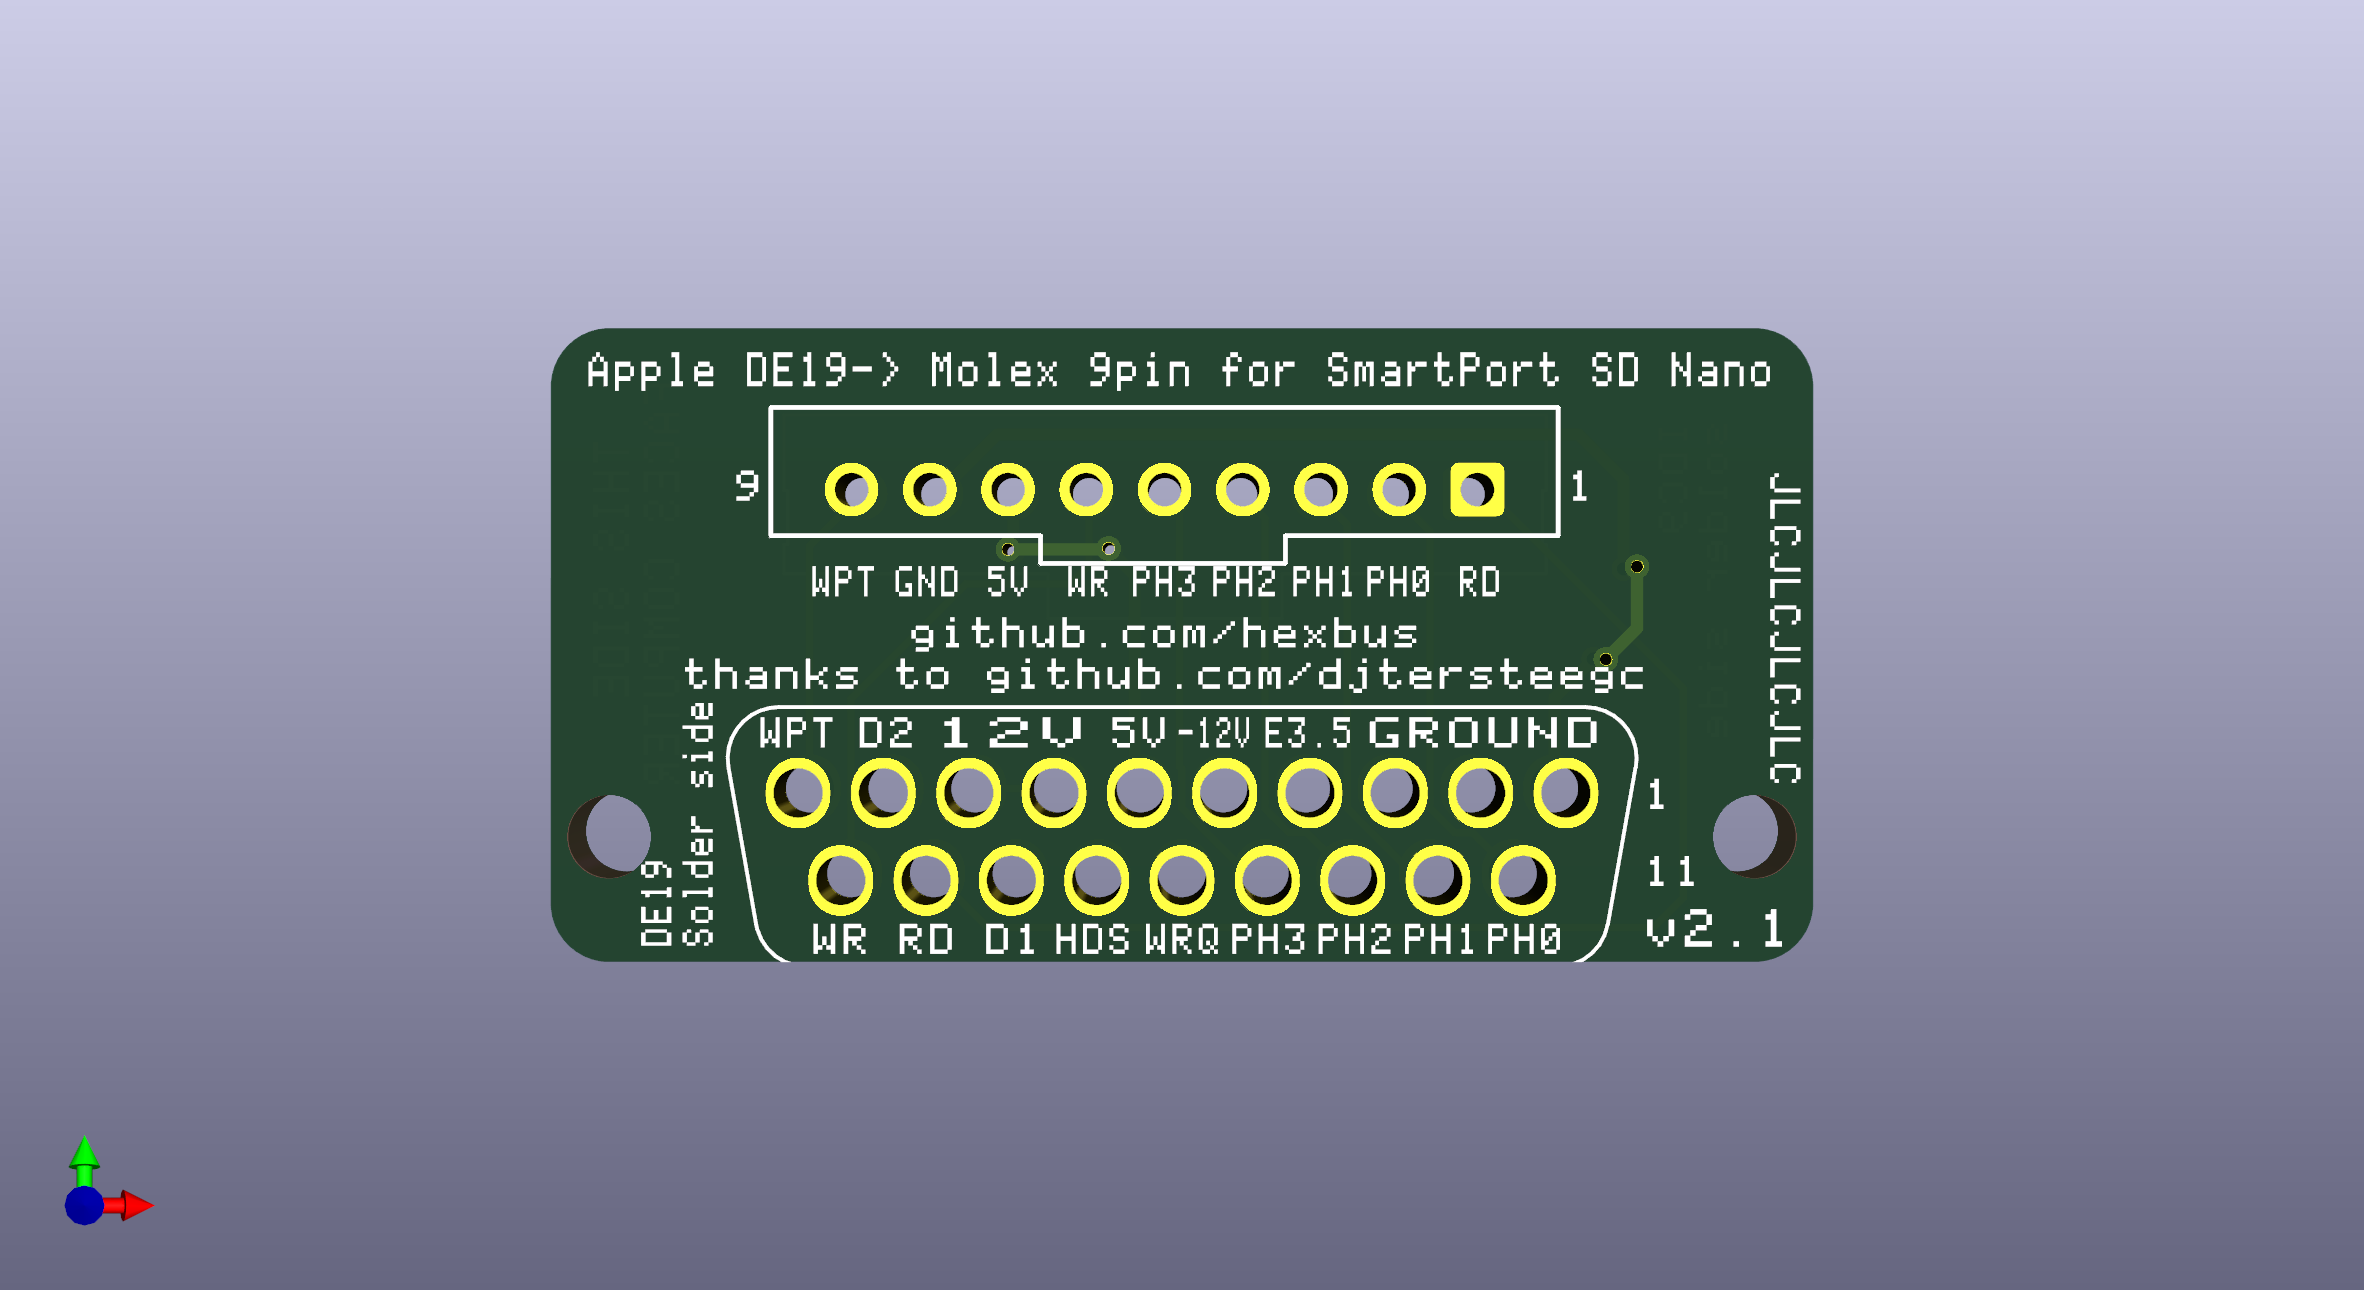 Apple DE19-> Molex 9pin for SmartPort SD Nano
9
1
WPT GND 5V WR PH3 PH2 PH1 PH0 RD
github.com/hexbus
thanks to github.com/djtersteegc
WPT D2 12V 5V -12V E3.5 GROUND
1
11
WR RD D1 HDS WRQ PH3 PH2 PH1 PH0
v2.1
DE19
Solder side
JLCJLCJLCJLC